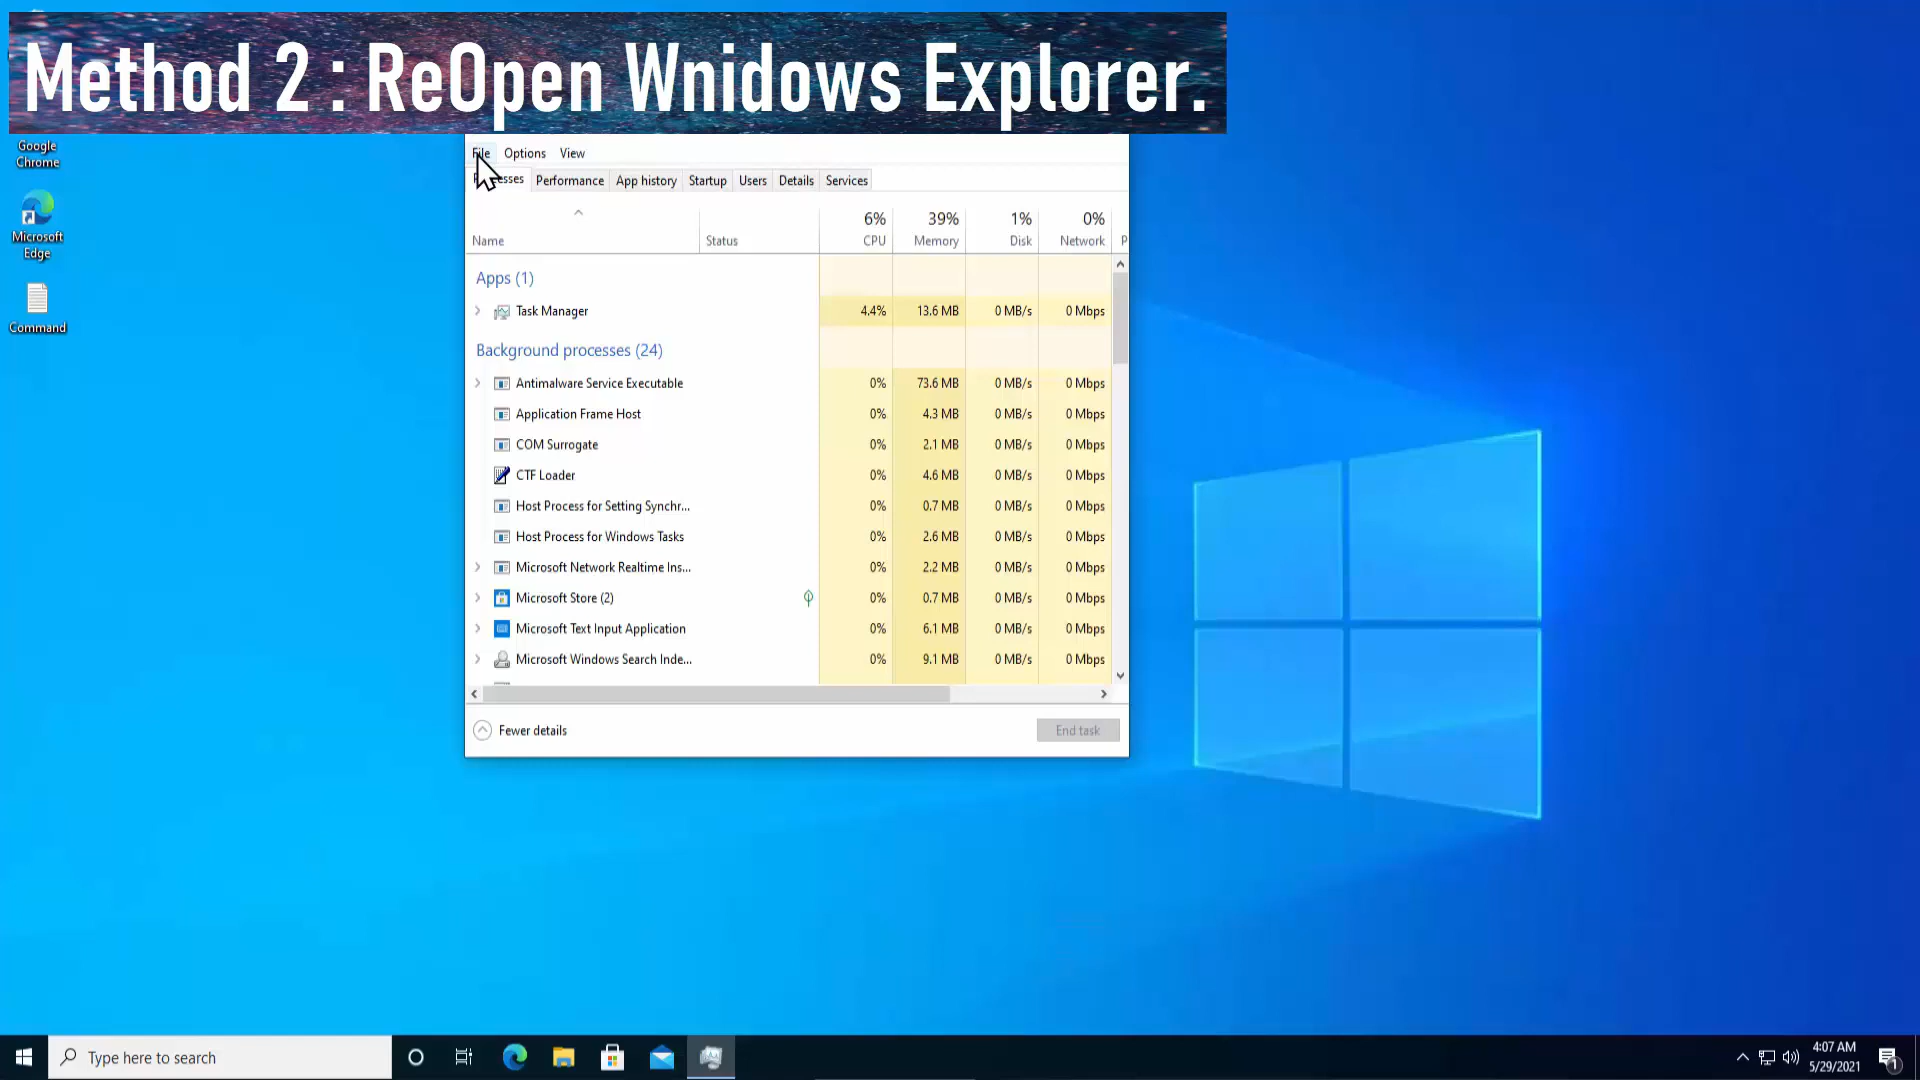 Method 2 : ReOpen Wnidows Explorer.
Google
Chrome
Microsoft
Edge
Command
File Options View
Performance App history Startup Users Details Services
6% 39% 1% 0%
Name Status CPU Memory Disk Network P
Apps (1)
Task Manager 4.4% 13.6 MB 0 MB/s 0 Mbps
Background processes (24)
Antimalware Service Executable 0% 73.6 MB 0 MB/s 0 Mbps
Application Frame Host 0% 4.3 MB 0 MB/s 0 Mbps
COM Surrogate 0% 2.1 MB 0 MB/s 0 Mbps
CTF Loader 0% 4.6 MB 0 MB/s 0 Mbps
Host Process for Setting Synchr... 0% 0.7 MB 0 MB/s 0 Mbps
Host Process for Windows Tasks 0% 2.6 MB 0 MB/s 0 Mbps
Microsoft Network Realtime Ins... 0% 2.2 MB 0 MB/s 0 Mbps
Microsoft Store (2) 0% 0.7 MB 0 MB/s 0 Mbps
Microsoft Text Input Application 0% 6.1 MB 0 MB/s 0 Mbps
Microsoft Windows Search Inde... 0% 9.1 MB 0 MB/s 0 Mbps
Fewer details End task
Type here to search
4:07 AM
5/29/2021
1